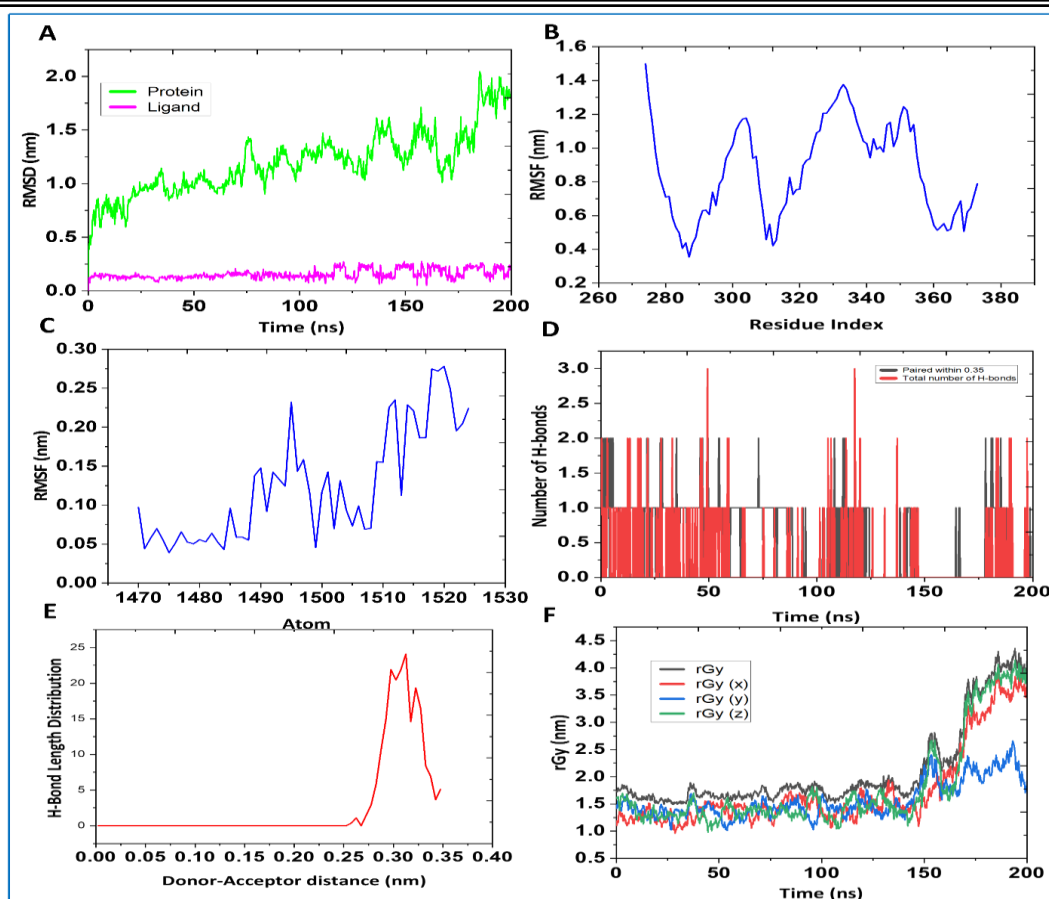 A
RMSD (nm)
2.0
1.5
1.0
0.5
0.0
Protein
Ligand
0 50 100 150 200
Time (ns)
B
RMSF (nm)
1.6
1.4
1.2
1.0
0.8
0.6
0.4
0.2
260 280 300 320 340 360 380
Residue Index
C
RMSF (nm)
0.30
0.25
0.20
0.15
0.10
0.05
0.00
1470 1480 1490 1500 1510 1520 1530
Atom
D
Number of H-bonds
3.0
2.5
2.0
1.5
1.0
0.5
0.0
Paired within 0.35
Total number of H-bonds
0 50 100 150 200
Time (ns)
E
H-Bond Length Distribution
25
20
15
10
5
0
0.00 0.05 0.10 0.15 0.20 0.25 0.30 0.35 0.40
Donor-Acceptor distance (nm)
F
rGy (nm)
4.5
4.0
3.5
3.0
2.5
2.0
1.5
1.0
0.5
rGy
rGy (x)
rGy (y)
rGy (z)
0 50 100 150 200
Time (ns)